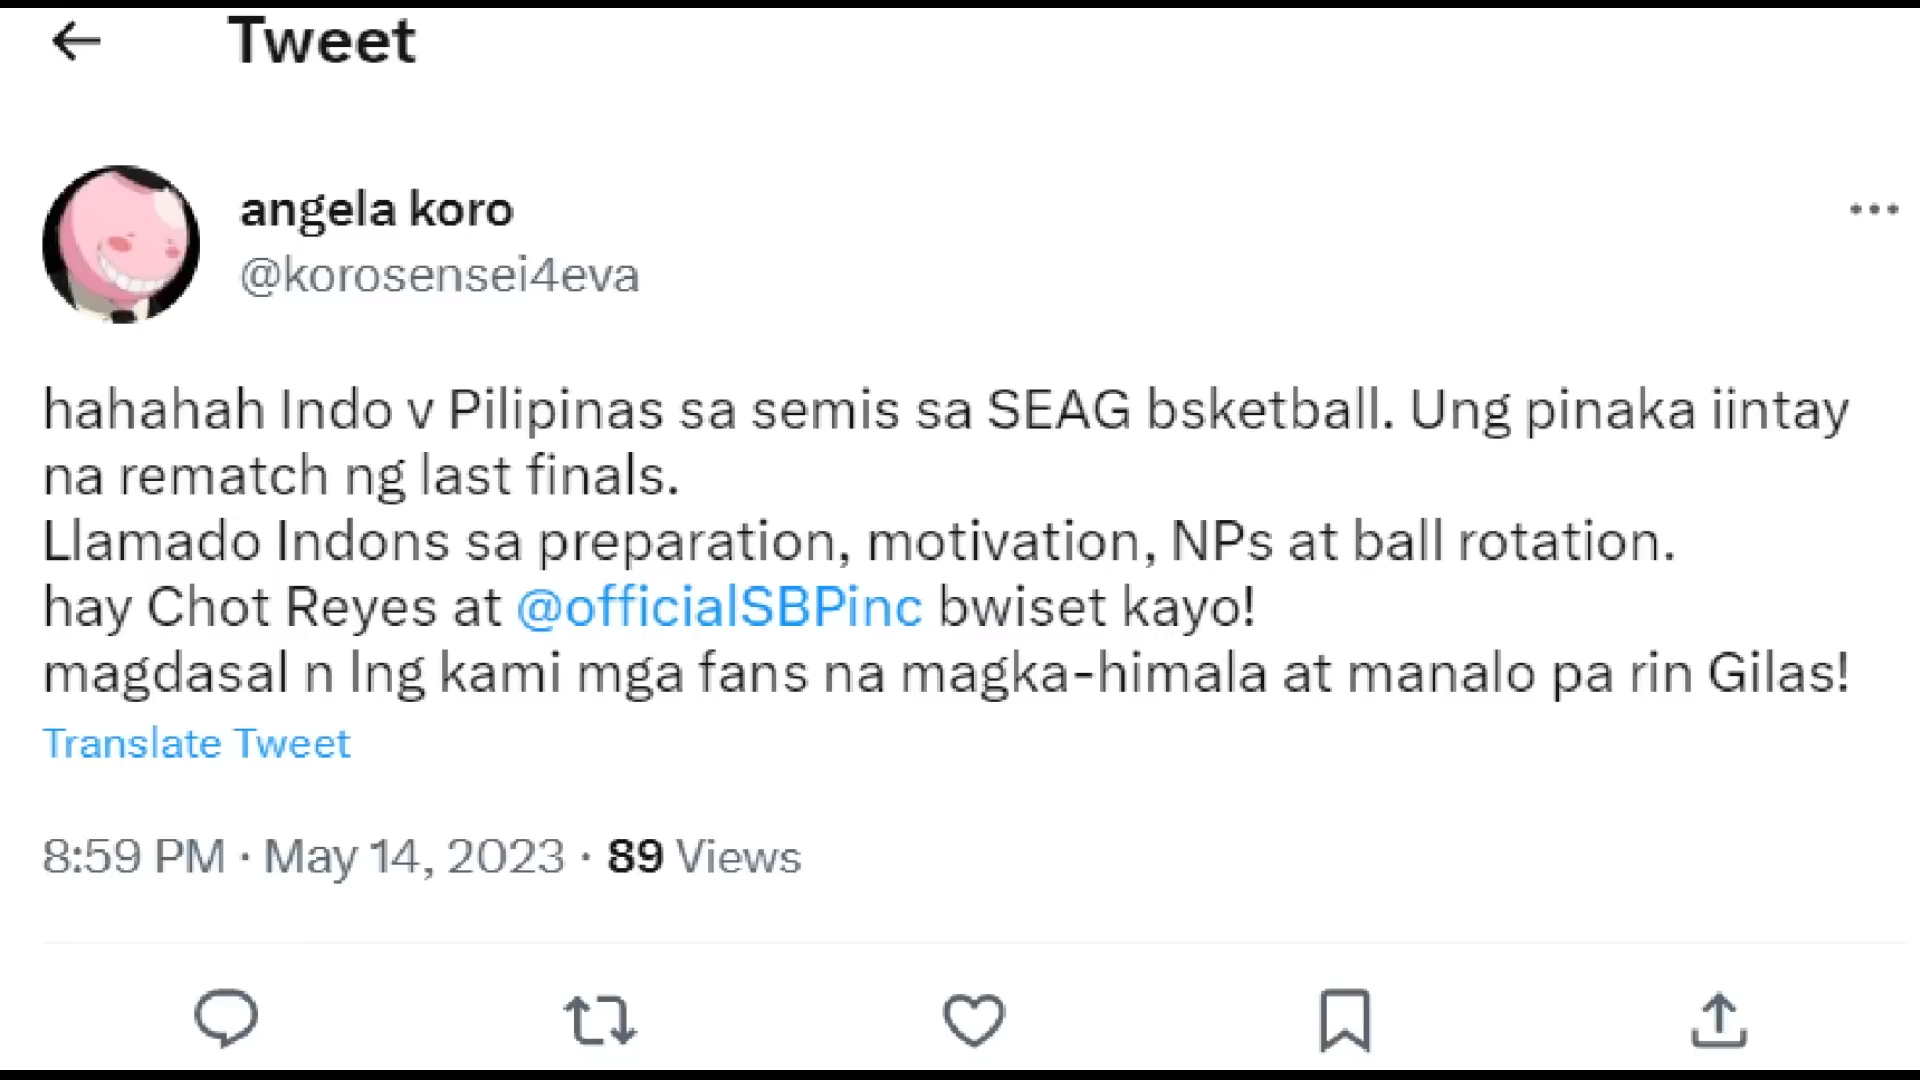 Tweet
angela koro
@korosensei4eva
hahahah Indo v Pilipinas sa semis sa SEAG bsketball. Ung pinaka iintay
na rematch ng last finals.
Llamado Indons sa preparation, motivation, NPs at ball rotation.
hay Chot Reyes at @officialSBPinc bwiset kayo!
magdasal n lng kami mga fans na magka-himala at manalo pa rin Gilas!
Translate Tweet
8:59 PM · May 14, 2023 · 89 Views